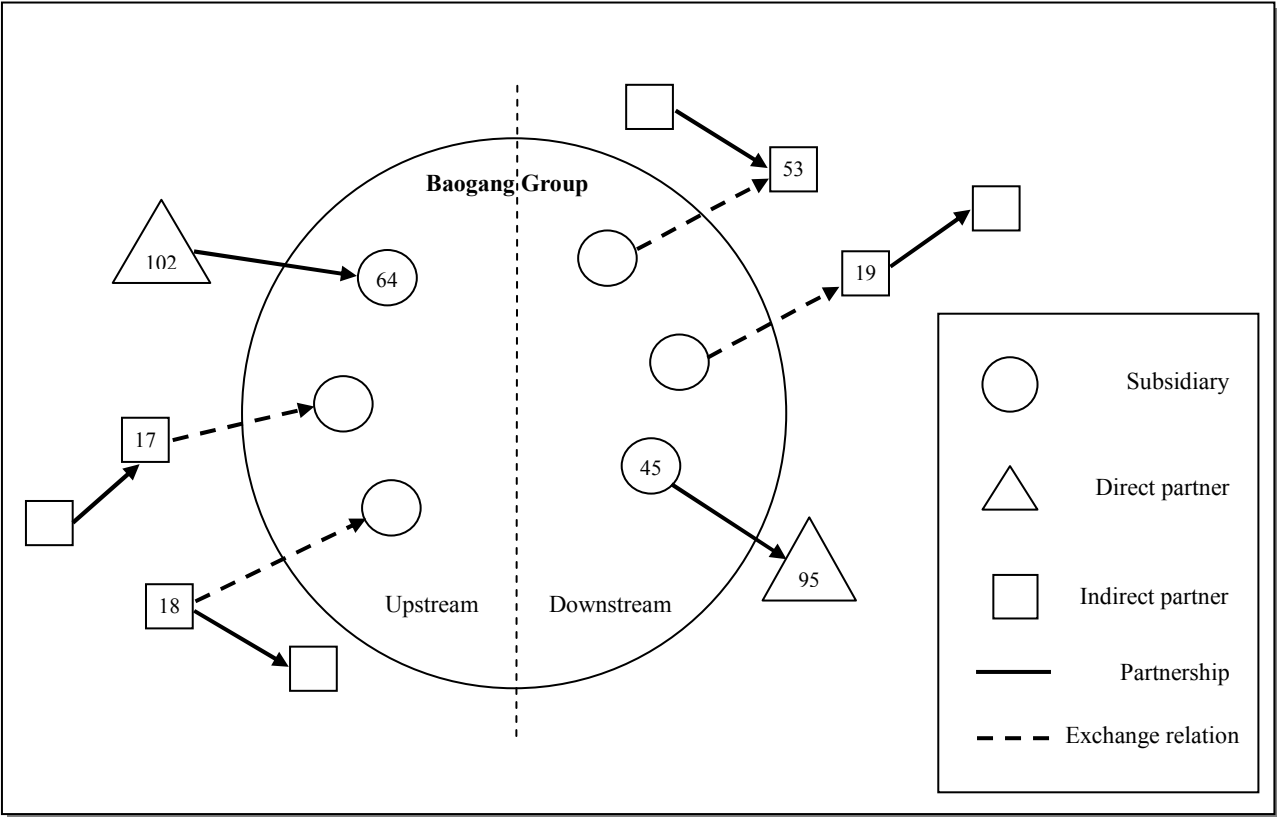 Baogang Group
53
19
102
64
17
45
18
95
Upstream
Downstream
Subsidiary
Direct partner
Indirect partner
Partnership
Exchange relation